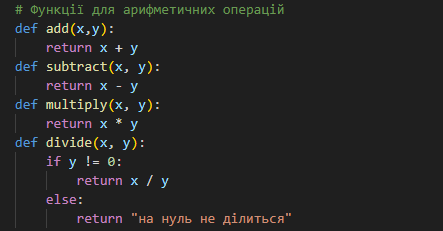 # Функції для арифметичних операцій
def add(x,y):
    return x + y
def subtract(x, y):
    return x - y
def multiply(x, y):
    return x * y
def divide(x, y):
    if y != 0:
        return x / y
    else:
        return "на нуль не ділиться"